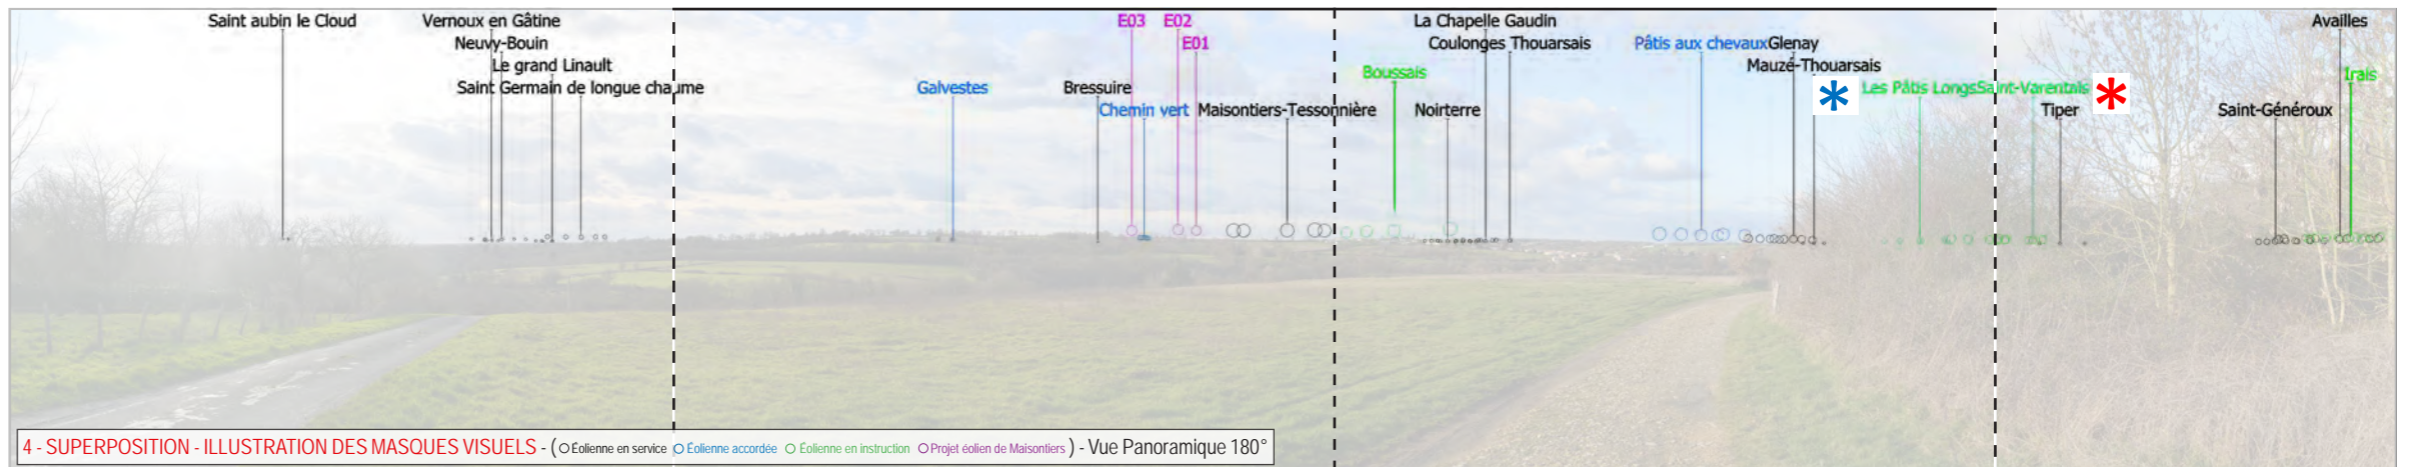 Saint aubin le Cloud
Vernoux en Gâtine
Neuvy-Bouin
Le grand Linault
Saint Germain de longue chaume
Galvestes
Bressuire
E03
E02
E01
Chemin vert
Maisontiers-Tessonnière
La Chapelle Gaudin
Coulonges Thouarsais
Boussais
Noirterre
Pâtis aux chevaux
Glenay
Mauzé-Thouarsais
*
Les Pâtis Longs
Saint-Varentais
*
Tiper
Availles
Irais
Saint-Généroux
4 - SUPERPOSITION - ILLUSTRATION DES MASQUES VISUELS - (Éolienne en service Éolienne accordée Éolienne en instruction Projet éolien de Maisontiers) - Vue Panoramique 180°